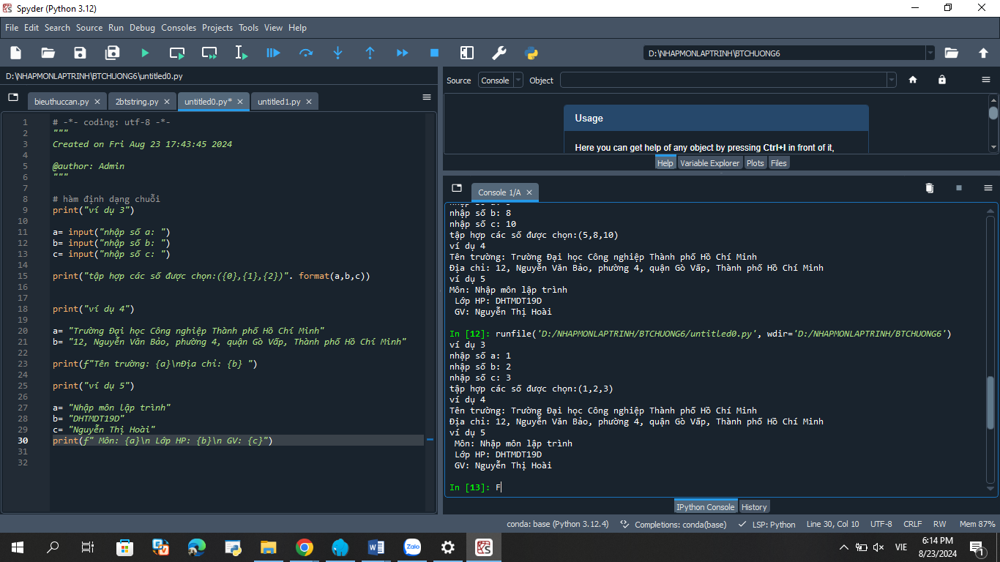 Spyder (Python 3.12)
File Edit Search Source Run Debug Consoles Projects Tools View Help
D:\NHAPMONLAPTRINH\BTCHUONG6
D:\NHAPMONLAPTRINH\BTCHUONG6\untitled0.py
bieuthuccan.py 2btstring.py untitled0.py* untitled1.py
1 # -*- coding: utf-8 -*-
2 """
3 Created on Fri Aug 23 17:43:45 2024
4
5 @author: Admin
6 """
7
8 # hàm định dạng chuỗi
9 print("ví dụ 3")
10
11 a= input("nhập số a: ")
12 b= input("nhập số b: ")
13 c= input("nhập số c: ")
14
15 print("tập hợp các số được chọn:({0},{1},{2})". format(a,b,c))
16
17
18 print("ví dụ 4")
19
20 a= "Trường Đại học Công nghiệp Thành phố Hồ Chí Minh"
21 b= "12, Nguyễn Văn Bảo, phường 4, quận Gò Vấp, Thành phố Hồ Chí Minh"
22
23 print(f"Tên trường: {a}\nĐịa chỉ: {b} ")
24
25 print("ví dụ 5")
26
27 a= "Nhập môn lập trình"
28 b= "DHTMDT19D"
29 c= "Nguyễn Thị Hoài"
30 print(f" Môn: {a}\n Lớp HP: {b}\n GV: {c}")
31
32
Source Console Object
Usage
Here you can get help of any object by pressing Ctrl+I in front of it,
Help Variable Explorer Plots Files
Console 1/A
nhập số b: 8
nhập số c: 10
tập hợp các số được chọn:(5,8,10)
ví dụ 4
Tên trường: Trường Đại học Công nghiệp Thành phố Hồ Chí Minh
Địa chỉ: 12, Nguyễn Văn Bảo, phường 4, quận Gò Vấp, Thành phố Hồ Chí Minh
ví dụ 5
Môn: Nhập môn lập trình
Lớp HP: DHTMDT19D
GV: Nguyễn Thị Hoài
In [12]: runfile('D:/NHAPMONLAPTRINH/BTCHUONG6/untitled0.py', wdir='D:/NHAPMONLAPTRINH/BTCHUONG6')
ví dụ 3
nhập số a: 1
nhập số b: 2
nhập số c: 3
tập hợp các số được chọn:(1,2,3)
ví dụ 4
Tên trường: Trường Đại học Công nghiệp Thành phố Hồ Chí Minh
Địa chỉ: 12, Nguyễn Văn Bảo, phường 4, quận Gò Vấp, Thành phố Hồ Chí Minh
ví dụ 5
Môn: Nhập môn lập trình
Lớp HP: DHTMDT19D
GV: Nguyễn Thị Hoài
In [13]: F
IPython Console History
conda: base (Python 3.12.4) Completions: conda(base) LSP: Python Line 30, Col 10 UTF-8 CRLF RW Mem 87%
Zalo
VIE
6:14 PM
8/23/2024
1